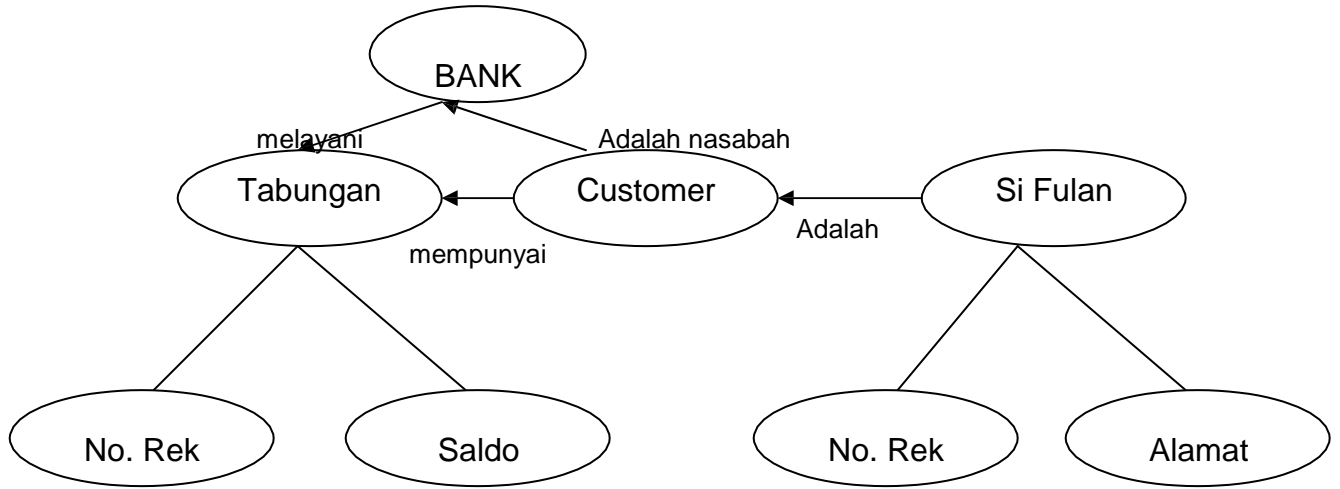 BANK
melayani
Adalah nasabah
Tabungan
Customer
Si Fulan
Adalah
mempunyai
No. Rek
Saldo
No. Rek
Alamat